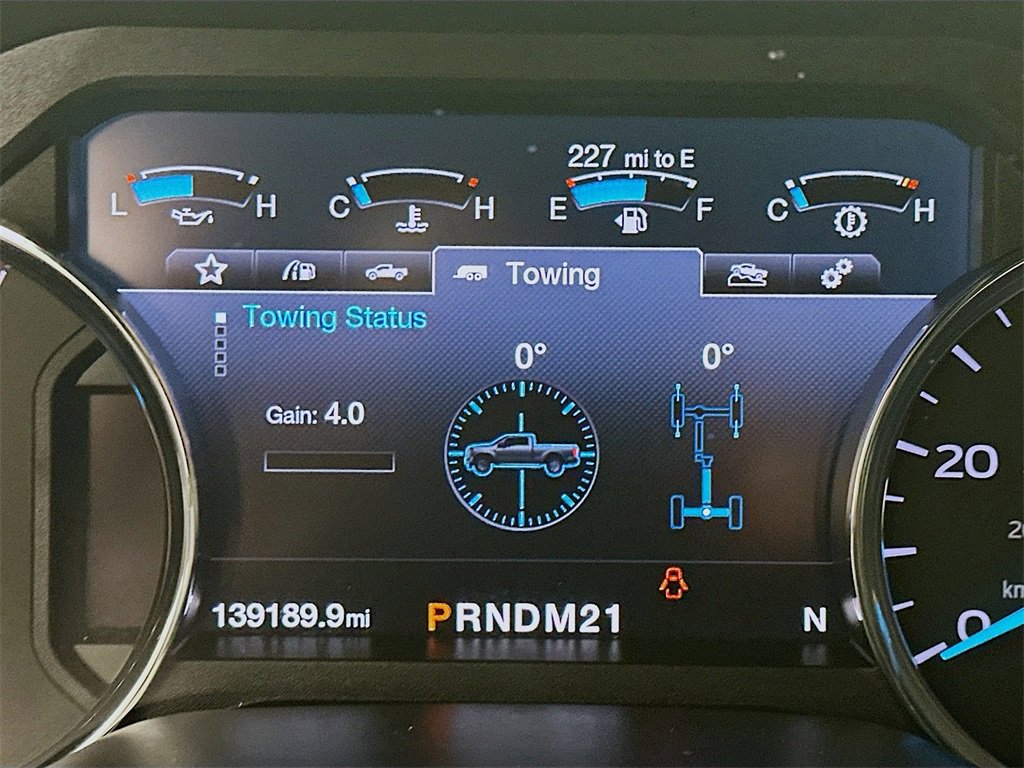 227 mi to E
L H C H E F C H
Towing
Towing Status
0° 0°
Gain: 4.0
20
0
139189.9mi PRNDM21 N